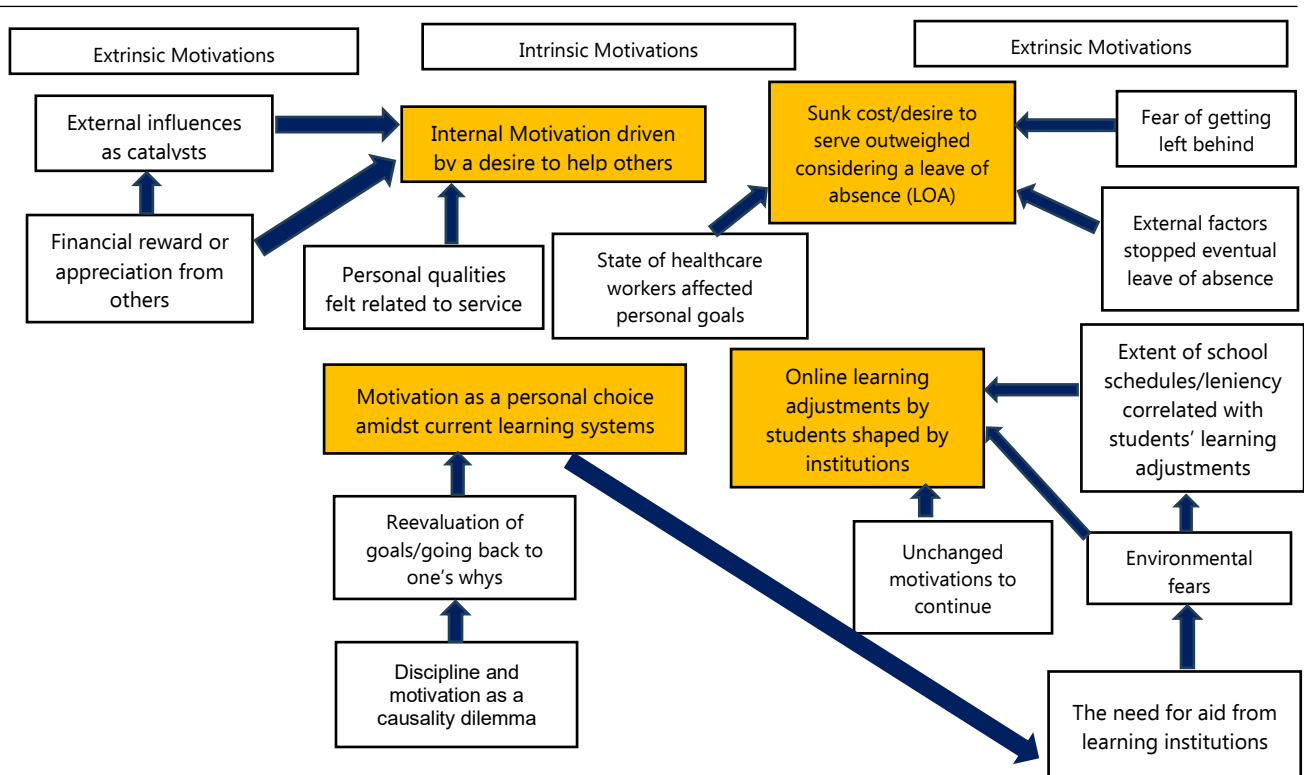 Extrinsic Motivations
Intrinsic Motivations
Extrinsic Motivations
External influences
as catalysts
Internal Motivation driven
by a desire to help others
Sunk cost/desire to
serve outweighed
considering a leave of
absence (LOA)
Fear of getting
left behind
Financial reward or
appreciation from
others
Personal qualities
felt related to service
State of healthcare
workers affected
personal goals
External factors
stopped eventual
leave of absence
Motivation as a personal choice
amidst current learning systems
Online learning
adjustments by
students shaped by
institutions
Extent of school
schedules/leniency
correlated with
students’ learning
adjustments
Reevaluation of
goals/going back to
one’s whys
Unchanged
motivations to
continue
Environmental
fears
Discipline and
motivation as a
causality dilemma
The need for aid from
learning institutions